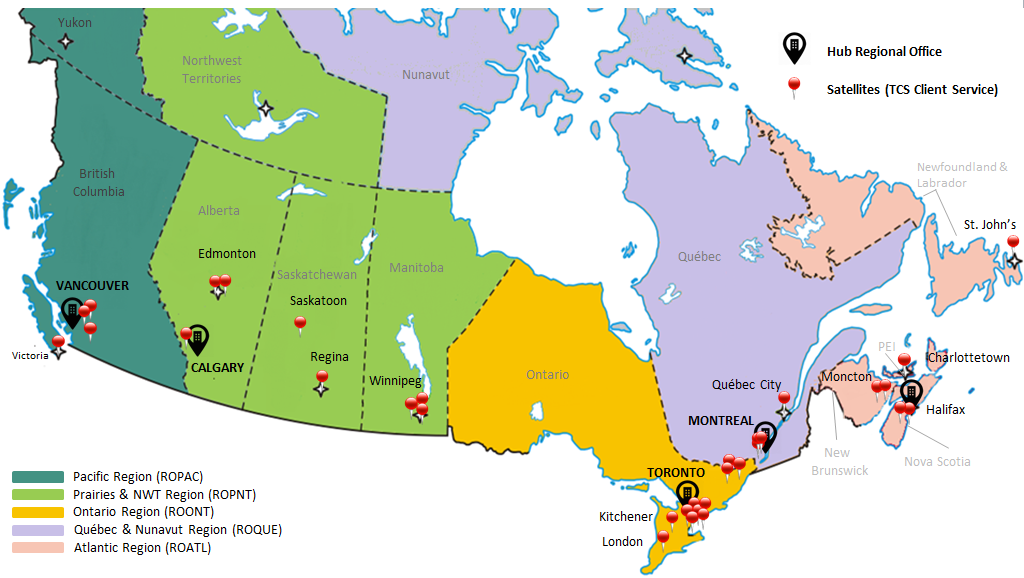 Yukon
Northwest
Territories
Nunavut
Hub Regional Office
Satellites (TCS Client Service)
British
Columbia
Alberta
Newfoundland &
Labrador
St. John's
Edmonton
Saskatchewan
Manitoba
Québec
VANCOUVER
Saskatoon
Victoria
CALGARY
Regina
Winnipeg
Ontario
PEI
Charlottetown
Moncton
Québec City
Halifax
MONTREAL
New
Brunswick
Nova Scotia
TORONTO
Kitchener
London
Pacific Region (ROPAC)
Prairies & NWT Region (ROPNT)
Ontario Region (ROONT)
Québec & Nunavut Region (ROQUE)
Atlantic Region (ROATL)